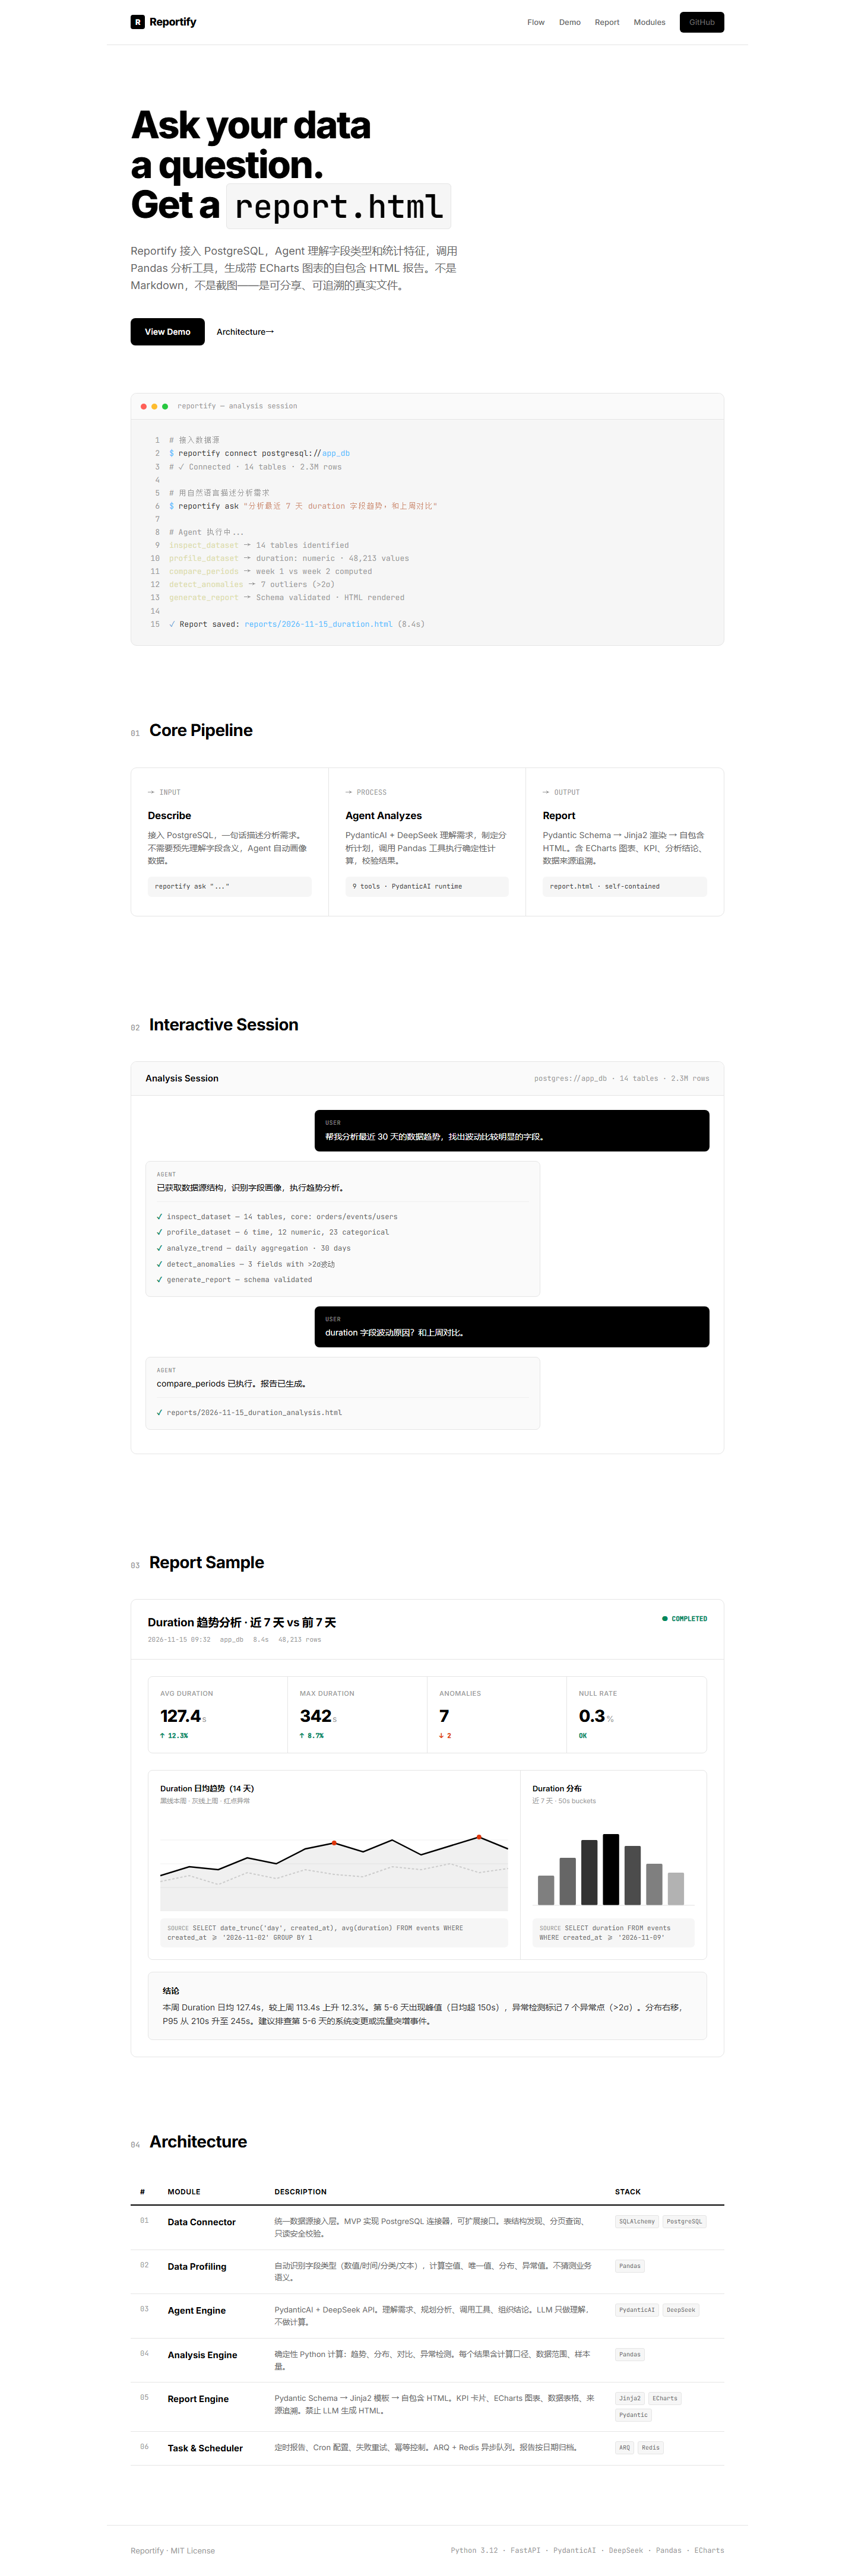 R Reportify
Flow Demo Report Modules GitHub
Ask your data
a question.
Get a report.html
Reportify 接入 PostgreSQL，Agent 理解字段类型和统计特征，调用
Pandas 分析工具，生成带 ECharts 图表的自包含 HTML 报告。不是
Markdown，不是截图——是可分享、可追溯的真实文件。
View Demo Architecture→
reportify — analysis session
1 # 接入数据源
2 $ reportify connect postgresql://app_db
3 # ✓ Connected · 14 tables · 2.3M rows
4
5 # 用自然语言描述分析需求
6 $ reportify ask "分析最近 7 天 duration 字段趋势，和上周对比"
7
8 # Agent 执行中...
9 inspect_dataset → 14 tables identified
10 profile_dataset → duration: numeric · 48,213 values
11 compare_periods → week 1 vs week 2 computed
12 detect_anomalies → 7 outliers (>2σ)
13 generate_report → Schema validated · HTML rendered
14
15 ✓ Report saved: reports/2026-11-15_duration.html (8.4s)
01 Core Pipeline
→ INPUT
Describe
接入 PostgreSQL，一句话描述分析需求。
不需要预先理解字段含义，Agent 自动画像
数据。
reportify ask "..."
→ PROCESS
Agent Analyzes
PydanticAI + DeepSeek 理解需求，制定分
析计划，调用 Pandas 工具执行确定性计
算，校验结果。
9 tools · PydanticAI runtime
→ OUTPUT
Report
Pydantic Schema → Jinja2 渲染 → 自包含
HTML。含 ECharts 图表、KPI、分析结论、
数据来源追溯。
report.html · self-contained
02 Interactive Session
Analysis Session postgres://app_db · 14 tables · 2.3M rows
USER
帮我分析最近 30 天的数据趋势，找出波动比较明显的字段。
AGENT
已获取数据源结构，识别字段画像，执行趋势分析。
✓ inspect_dataset — 14 tables, core: orders/events/users
✓ profile_dataset — 6 time, 12 numeric, 23 categorical
✓ analyze_trend — daily aggregation · 30 days
✓ detect_anomalies — 3 fields with >2σ波动
✓ generate_report — schema validated
USER
duration 字段波动原因？和上周对比。
AGENT
compare_periods 已执行。报告已生成。
✓ reports/2026-11-15_duration_analysis.html
03 Report Sample
Duration 趋势分析 · 近 7 天 vs 前 7 天
COMPLETED
2026-11-15 09:32 app_db 8.4s 48,213 rows
AVG DURATION
127.4s
↑ 12.3%
MAX DURATION
342s
↑ 8.7%
ANOMALIES
7
↓ 2
NULL RATE
0.3%
OK
Duration 日均趋势（14 天）
黑线本周 · 灰线上周 · 红点异常
SOURCE SELECT date_trunc('day', created_at), avg(duration) FROM events WHERE
created_at ≥ '2026-11-02' GROUP BY 1
Duration 分布
近 7 天 · 50s buckets
SOURCE SELECT duration FROM events
WHERE created_at ≥ '2026-11-09'
结论
本周 Duration 日均 127.4s，较上周 113.4s 上升 12.3%。第 5-6 天出现峰值（日均超 150s），异常检测标记 7 个异常点（>2σ）。分布右移，
P95 从 210s 升至 245s。建议排查第 5-6 天的系统变更或流量突增事件。
04 Architecture
# MODULE DESCRIPTION STACK
01 Data Connector 统一数据源接入层。MVP 实现 PostgreSQL 连接器，可扩展接口。表结构发现、分页查询、
只读安全校验。
SQLAlchemy PostgreSQL
02 Data Profiling 自动识别字段类型（数值/时间/分类/文本），计算空值、唯一值、分布、异常值。不猜测业务
语义。
Pandas
03 Agent Engine PydanticAI + DeepSeek API。理解需求、规划分析、调用工具、组织结论。LLM 只做理解，
不做计算。
PydanticAI DeepSeek
04 Analysis Engine 确定性 Python 计算：趋势、分布、对比、异常检测。每个结果含计算口径、数据范围、样本
量。
Pandas
05 Report Engine Pydantic Schema → Jinja2 模板 → 自包含 HTML。KPI 卡片、ECharts 图表、数据表格、来
源追溯。禁止 LLM 生成 HTML。
Jinja2 ECharts
Pydantic
06 Task & Scheduler 定时报告、Cron 配置、失败重试、幂等控制。ARQ + Redis 异步队列。报告按日期归档。
ARQ Redis
Reportify · MIT License Python 3.12 · FastAPI · PydanticAI · DeepSeek · Pandas · ECharts